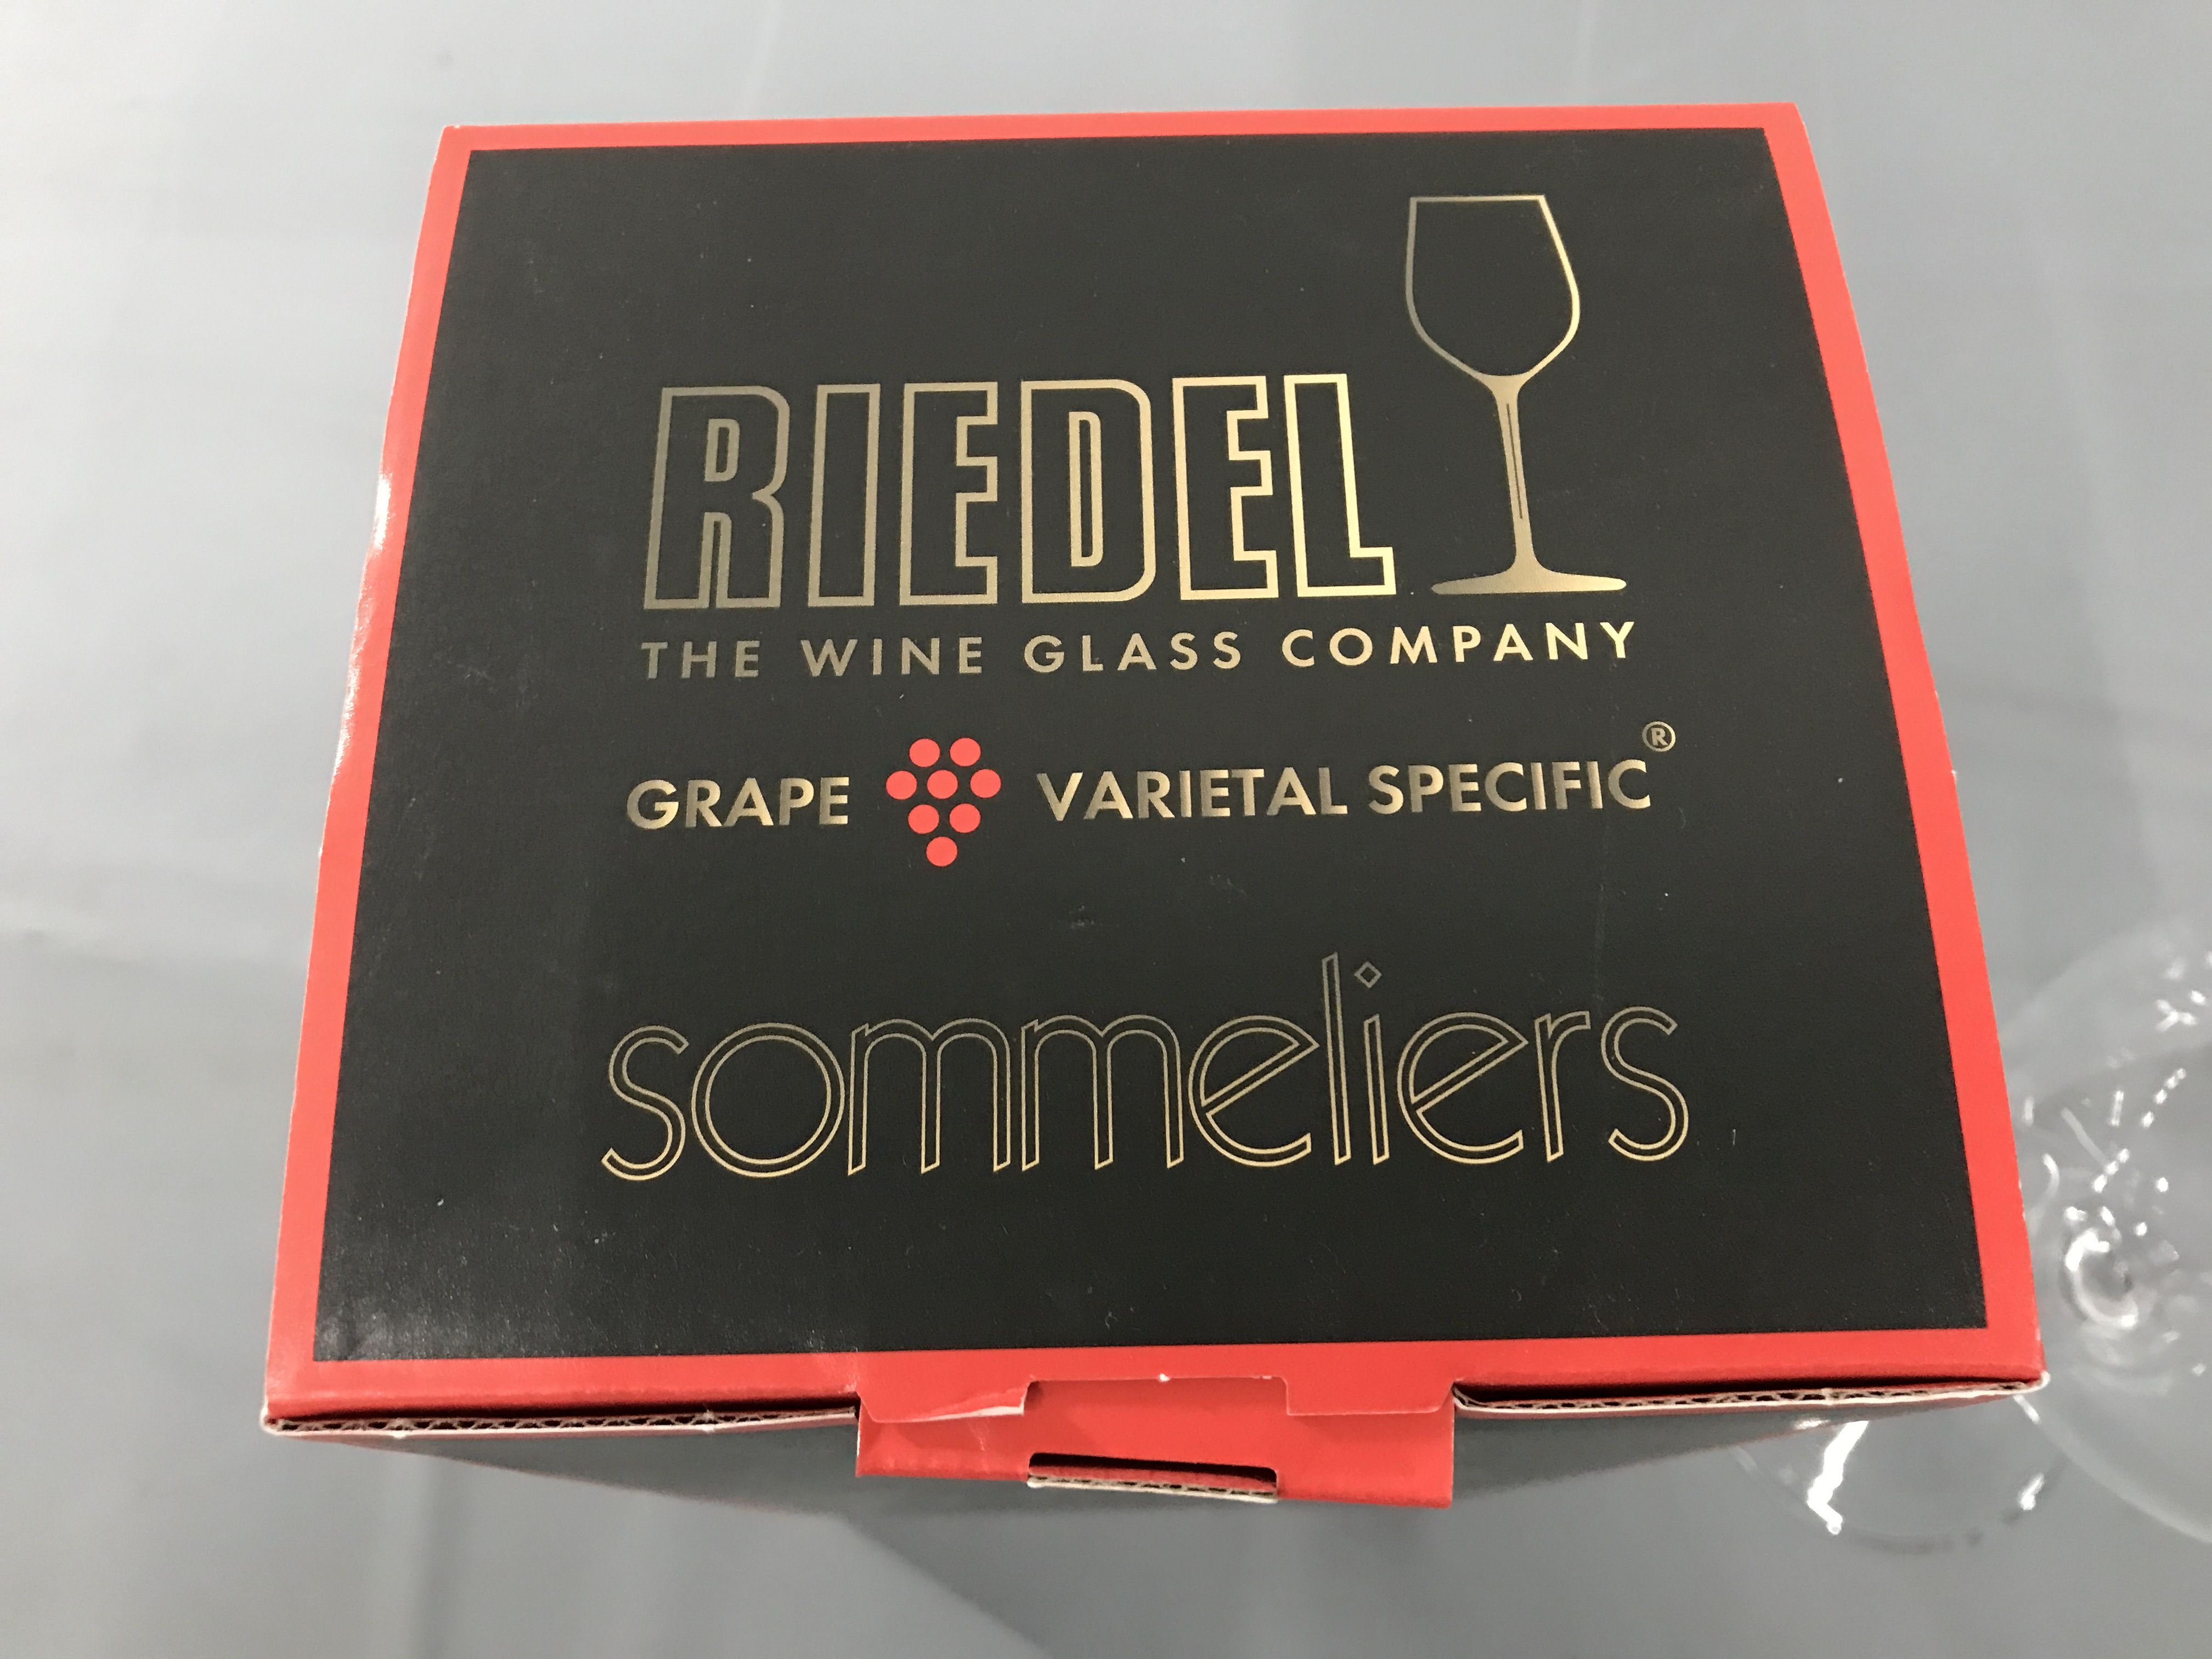 RIEDEL
THE WINE GLASS COMPANY
GRAPE VARIETAL SPECIFIC®
sommeliers